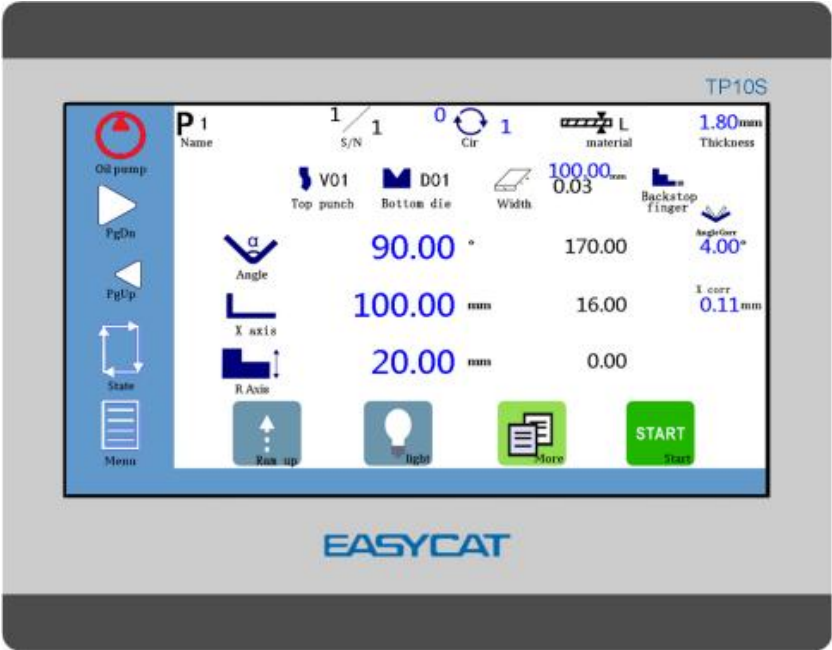 TP10S
P 1
Name
1/1
S/N
0 1
Cir
L
material
1.80mm
Thickness
Oil pump
V01
Top punch
D01
Bottom die
Width
100.00mm
0.03
Backstop
finger
PgDn
α
Angle
90.00 °
170.00
AngleCorr
4.00°
PgUp
X axis
100.00 mm
16.00
X corr
0.11mm
State
R Axis
20.00 mm
0.00
Menu
Ram up
light
More
START
Start
EASYCAT